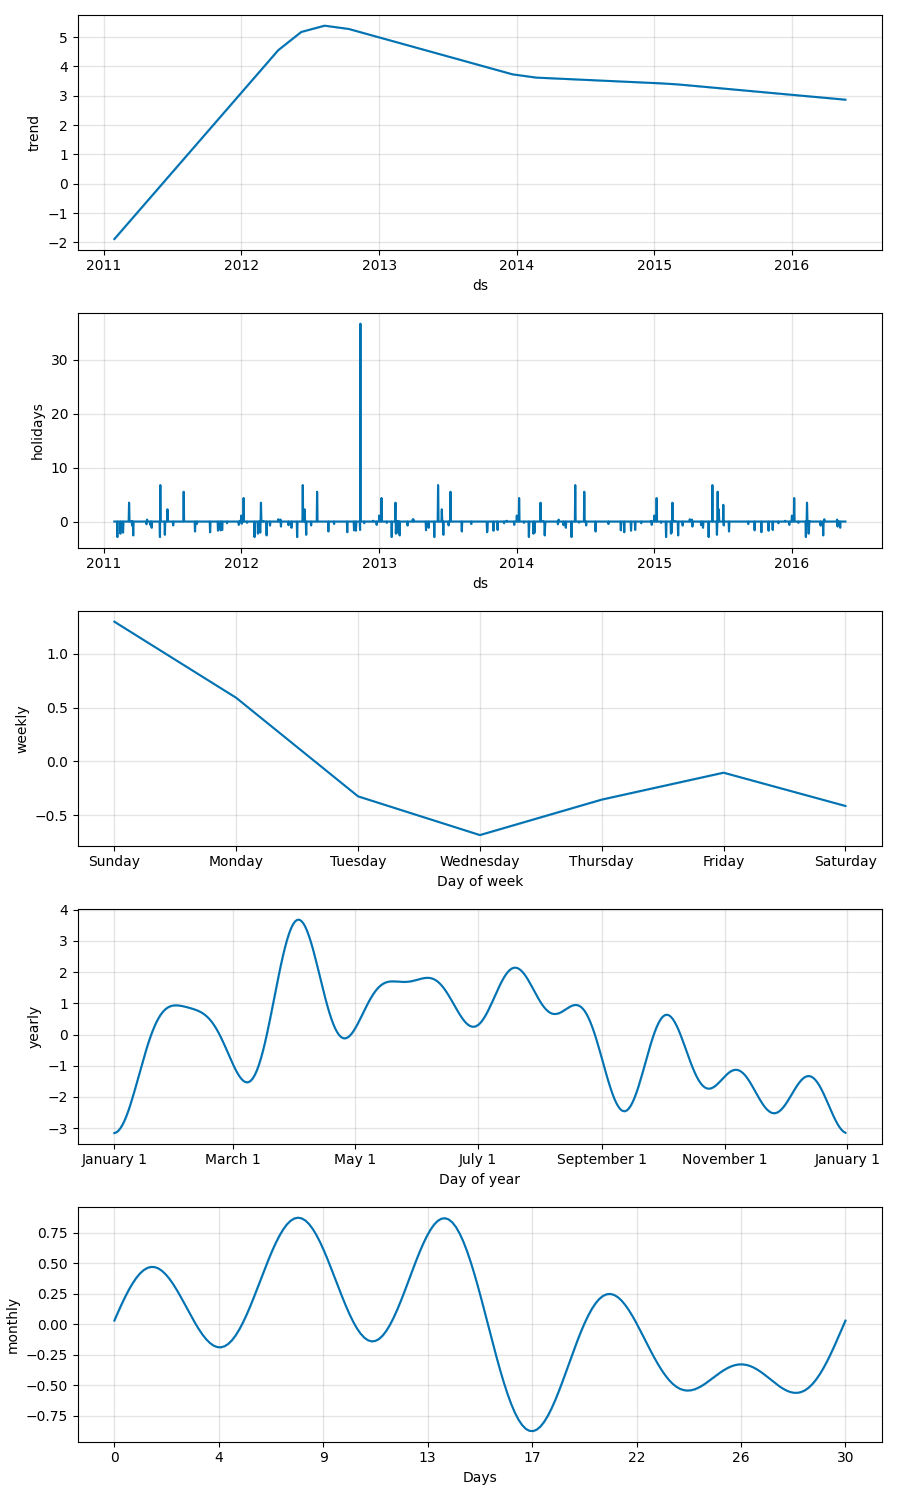 5
4
3
2
1
0
−1
−2
trend
2011 2012 2013 2014 2015 2016
ds
30
20
10
0
holidays
2011 2012 2013 2014 2015 2016
ds
1.0
0.5
0.0
−0.5
weekly
Sunday Monday Tuesday Wednesday Thursday Friday Saturday
Day of week
4
3
2
1
0
−1
−2
−3
yearly
January 1 March 1 May 1 July 1 September 1 November 1 January 1
Day of year
0.75
0.50
0.25
0.00
−0.25
−0.50
−0.75
monthly
0 4 9 13 17 22 26 30
Days